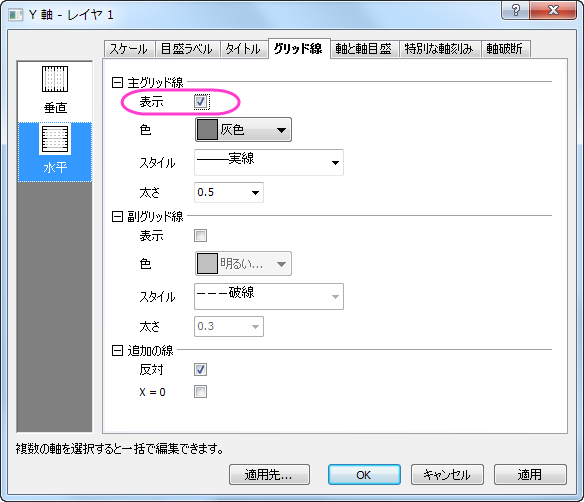 Y 軸 - レイヤ 1
スケール 目盛ラベル タイトル グリッド線 軸と軸目盛 特別な軸刻み 軸破断
垂直
水平
主グリッド線
表示
色 灰色
スタイル 実線
太さ 0.5
副グリッド線
表示
色 明るい...
スタイル 破線
太さ 0.3
追加の線
反対
X = 0
複数の軸を選択すると一括で編集できます。
適用先... OK キャンセル 適用